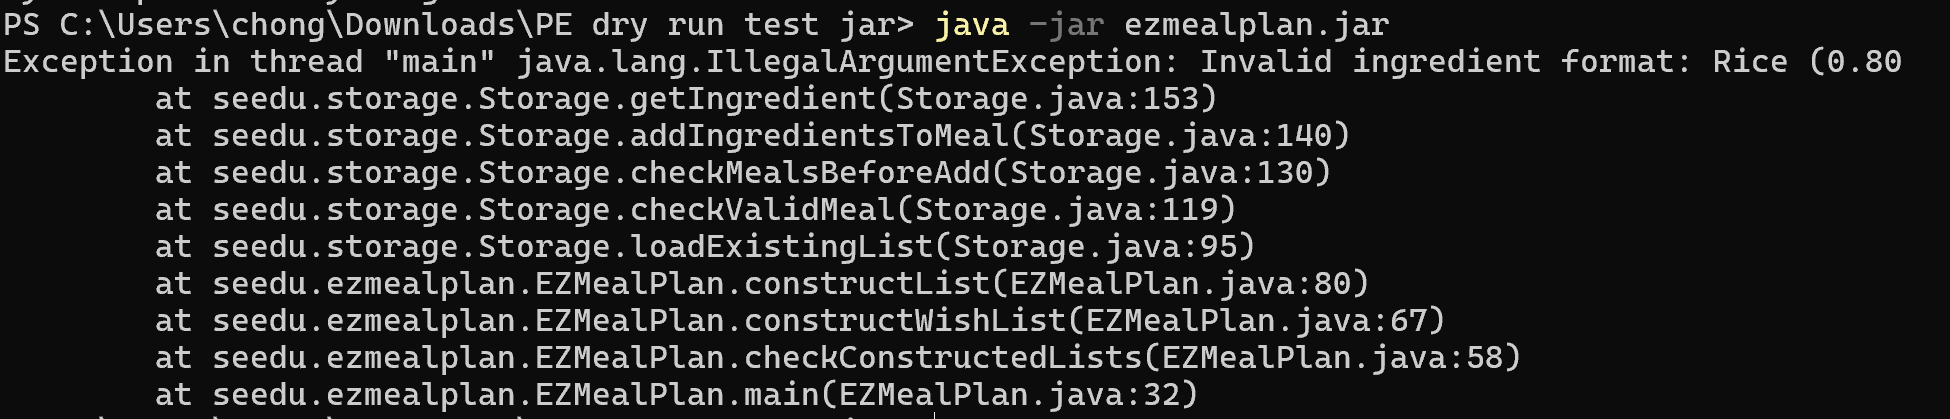 PS C:\Users\chong\Downloads\PE dry run test jar> java -jar ezmealplan.jar
Exception in thread "main" java.lang.IllegalArgumentException: Invalid ingredient format: Rice (0.80
at seedu.storage.Storage.getIngredient(Storage.java:153)
at seedu.storage.Storage.addIngredientsToMeal(Storage.java:140)
at seedu.storage.Storage.checkMealsBeforeAdd(Storage.java:130)
at seedu.storage.Storage.checkValidMeal(Storage.java:119)
at seedu.storage.Storage.loadExistingList(Storage.java:95)
at seedu.ezmealplan.EZMealPlan.constructList(EZMealPlan.java:80)
at seedu.ezmealplan.EZMealPlan.constructWishList(EZMealPlan.java:67)
at seedu.ezmealplan.EZMealPlan.checkConstructedLists(EZMealPlan.java:58)
at seedu.ezmealplan.EZMealPlan.main(EZMealPlan.java:32)